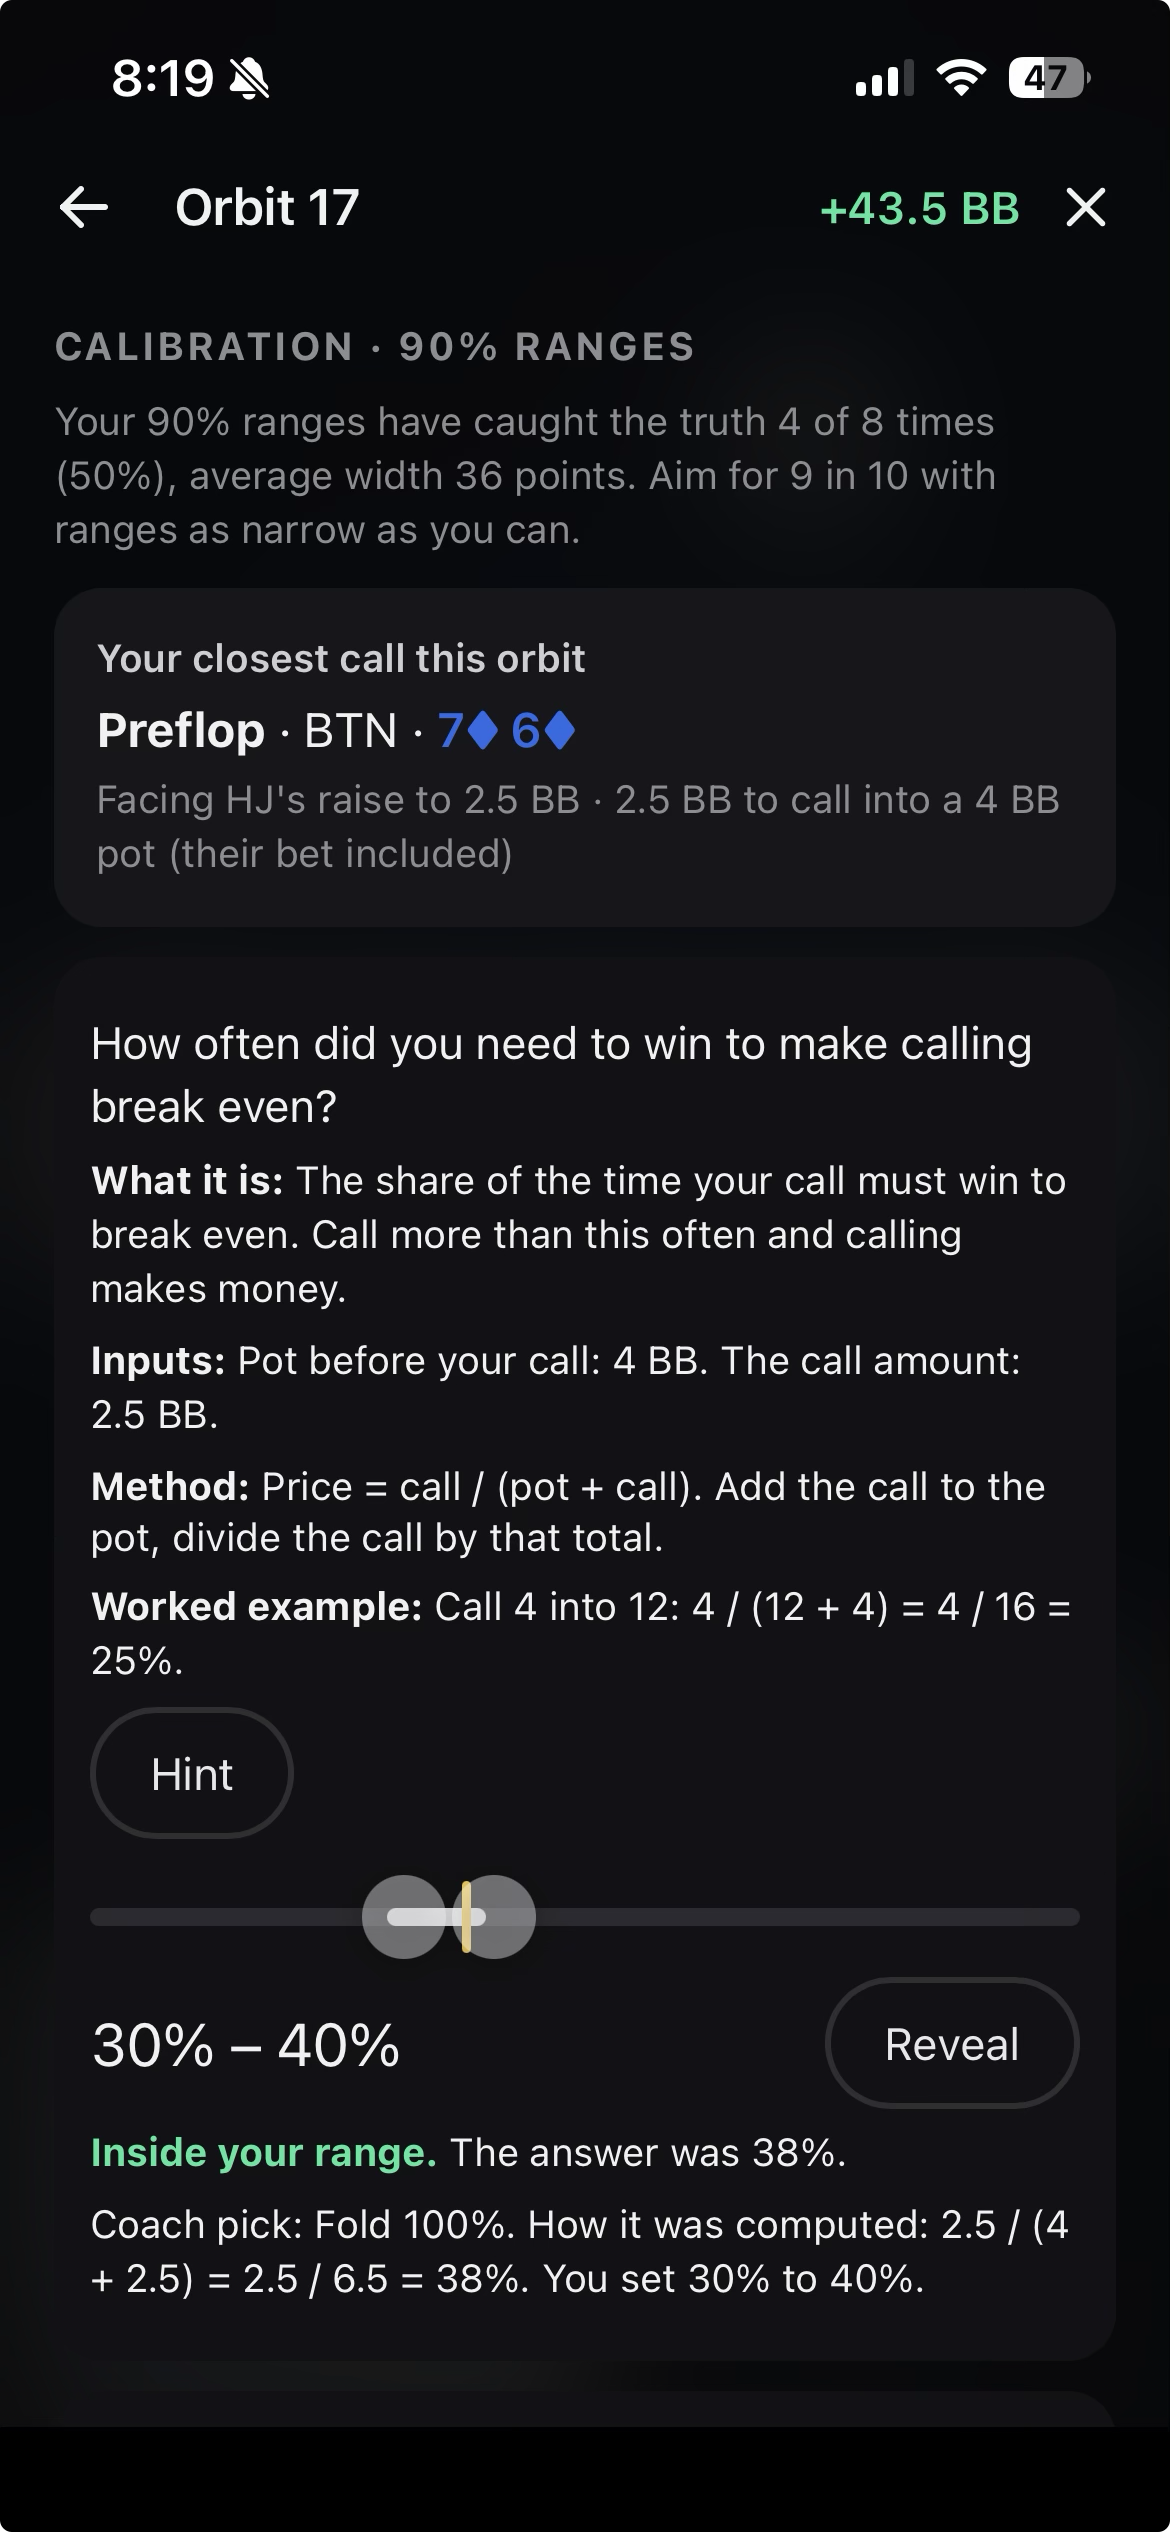 8:19
47
Orbit 17
+43.5 BB
CALIBRATION · 90% RANGES
Your 90% ranges have caught the truth 4 of 8 times
(50%), average width 36 points. Aim for 9 in 10 with
ranges as narrow as you can.
Your closest call this orbit
Preflop · BTN · 7♦ 6♦
Facing HJ's raise to 2.5 BB · 2.5 BB to call into a 4 BB
pot (their bet included)
How often did you need to win to make calling
break even?
What it is: The share of the time your call must win to
break even. Call more than this often and calling
makes money.
Inputs: Pot before your call: 4 BB. The call amount:
2.5 BB.
Method: Price = call / (pot + call). Add the call to the
pot, divide the call by that total.
Worked example: Call 4 into 12: 4 / (12 + 4) = 4 / 16 =
25%.
Hint
30% – 40%
Reveal
Inside your range. The answer was 38%.
Coach pick: Fold 100%. How it was computed: 2.5 / (4
+ 2.5) = 2.5 / 6.5 = 38%. You set 30% to 40%.